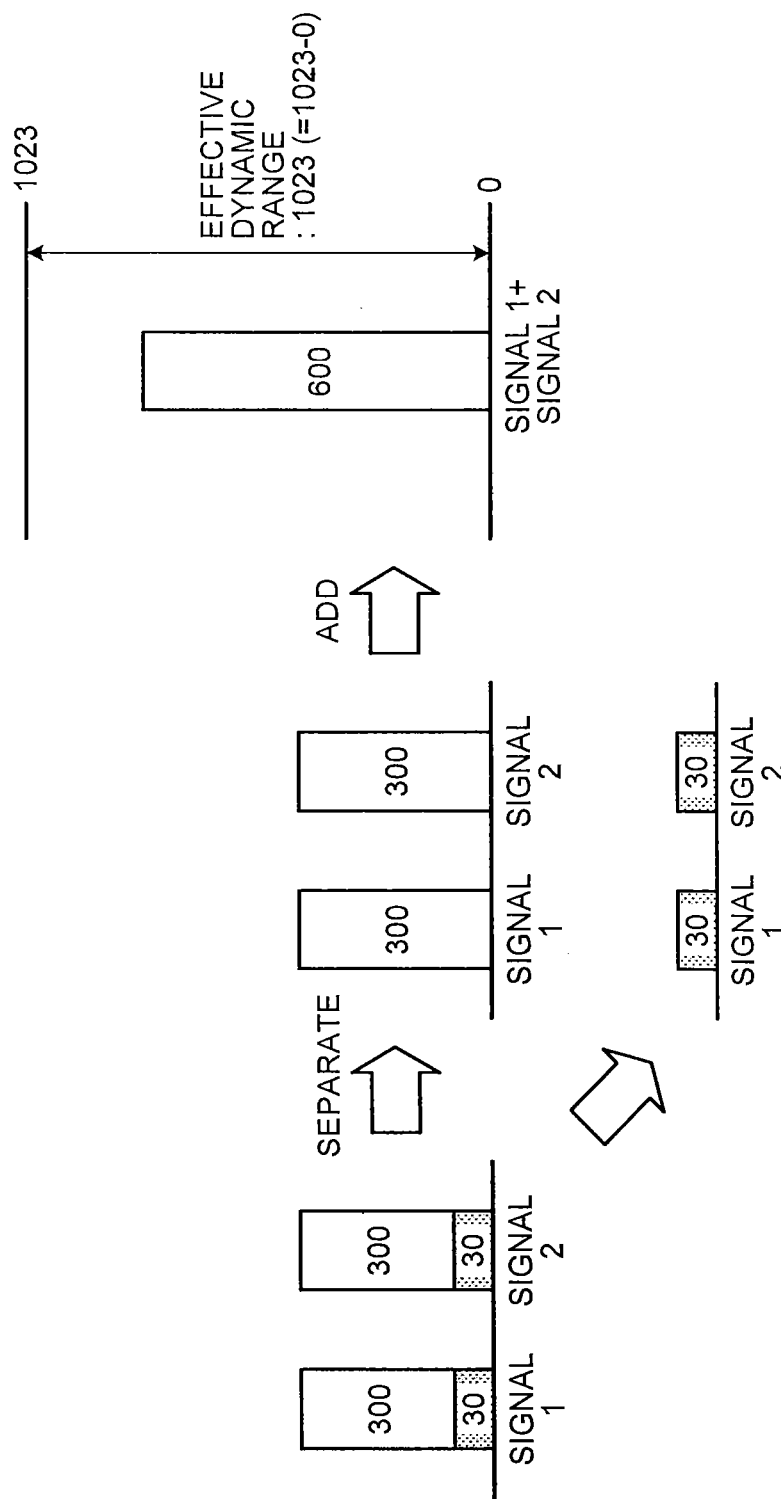 300
30
SIGNAL
1
300
30
SIGNAL
2
SEPARATE
300
SIGNAL
1
300
SIGNAL
2
30
SIGNAL
1
30
SIGNAL
2
ADD
600
SIGNAL 1+
SIGNAL 2
1023
EFFECTIVE
DYNAMIC
RANGE
: 1023 (=1023-0)
0